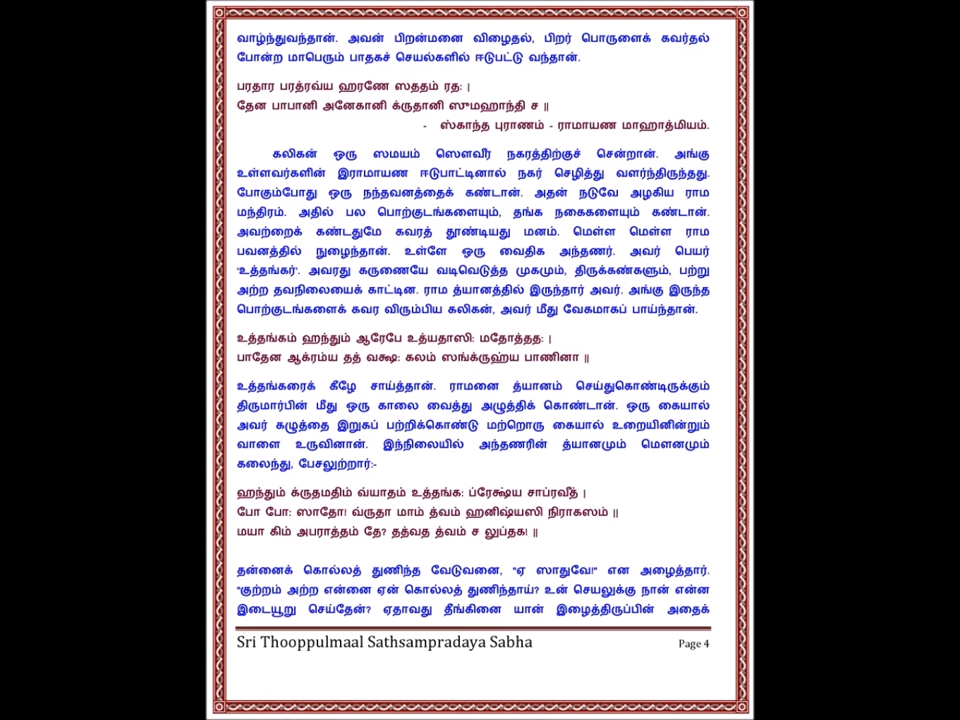 வாழ்ந்துவந்தான். அவன் பிறன்மனை விழைதல், பிறர் பொருளைக் கவர்தல்
போன்ற மாபெரும் பாதகச் செயல்களில் ஈடுபட்டு வந்தான்.
பரதார பரத்ரவ்ய ஹரணே ஸததம் ரத: |
தேன பாபானி அனேகானி க்ருதானி ஸுமஹாந்தி ச ||
- ஸ்காந்த புராணம் - ராமாயண மாஹாத்மியம்.
கலிகன் ஒரு ஸமயம் ஸௌவீர நகரத்திற்குச் சென்றான். அங்கு
உள்ளவர்களின் இராமாயண ஈடுபாட்டினால் நகர் செழித்து வளர்ந்திருந்தது.
போகும்போது ஒரு நந்தவனத்தைக் கண்டான். அதன் நடுவே அழகிய ராம
மந்திரம். அதில் பல பொற்குடங்களையும், தங்க நகைகளையும் கண்டான்.
அவற்றைக் கண்டதுமே கவரத் தூண்டியது மனம். மெள்ள மெள்ள ராம
பவனத்தில் நுழைந்தான். உள்ளே ஒரு வைதிக அந்தணர். அவர் பெயர்
'உத்தங்கர்'. அவரது கருணையே வடிவெடுத்த முகமும், திருக்கண்களும், பற்று
அற்ற தவநிலையைக் காட்டின. ராம த்யானத்தில் இருந்தார் அவர். அங்கு இருந்த
பொற்குடங்களைக் கவர விரும்பிய கலிகன், அவர் மீது வேகமாகப் பாய்ந்தான்.
உத்தங்கம் ஹந்தும் ஆரேபே உத்யதாஸி: மதோத்தத: |
பாதேன ஆக்ரம்ய தத் வக்ஷ: கலம் ஸங்க்ருஹ்ய பாணினா ||
உத்தங்கரைக் கீழே சாய்த்தான். ராமனை த்யானம் செய்துகொண்டிருக்கும்
திருமார்பின் மீது ஒரு காலை வைத்து அழுத்திக் கொண்டான். ஒரு கையால்
அவர் கழுத்தை இறுகப் பற்றிக்கொண்டு மற்றொரு கையால் உறையினின்றும்
வாளை உருவினான். இந்நிலையில் அந்தணரின் த்யானமும் மௌனமும்
கலைந்து, பேசலுற்றார்:-
ஹந்தும் க்ருதமதிம் வ்யாதம் உத்தங்க: ப்ரேக்ஷ்ய சாப்ரவீத் |
போ போ: ஸாதோ! வ்ருதா மாம் த்வம் ஹனிஷ்யஸி நிராகஸம் ||
மயா கிம் அபராத்தம் தே? தத்வத த்வம் ச லுப்தக! ||
தன்னைக் கொல்லத் துணிந்த வேடுவனை, "ஏ ஸாதுவே!" என அழைத்தார்.
"குற்றம் அற்ற என்னை ஏன் கொல்லத் துணிந்தாய்? உன் செயலுக்கு நான் என்ன
இடையூறு செய்தேன்? ஏதாவது தீங்கினை யான் இழைத்திருப்பின் அதைக்
Sri Thooppulmaal Sathsampradaya Sabha Page 4